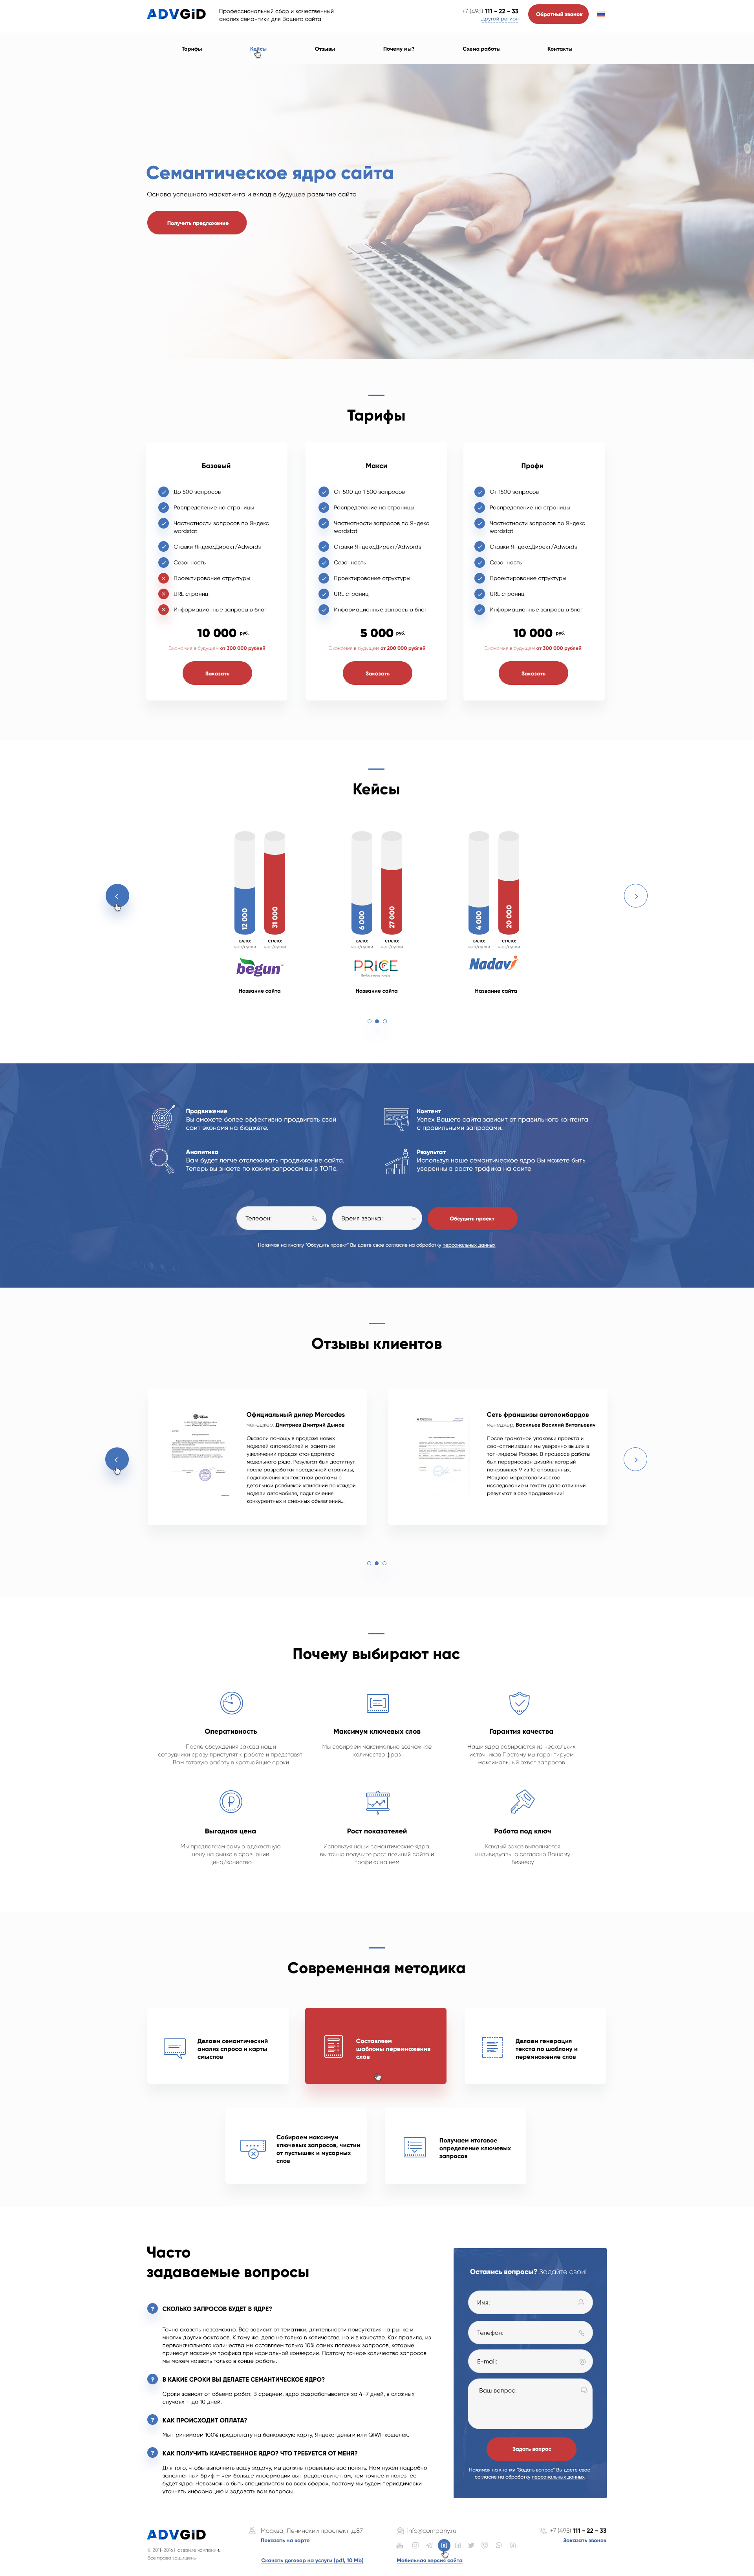 ADVGiD
Профессиональный сбор и качественный
анализ семантики для Вашего сайта
+7 (495) 111 - 22 - 33
Другой регион
Обратный звонок
Тарифы
Кейсы
Отзывы
Почему мы?
Схема работы
Контакты
Семантическое ядро сайта
Основа успешного маркетинга и вклад в будущее развитие сайта
Получить предложение
Тарифы
Базовый
До 500 запросов
Распределение на страницы
Частнотности запросов по Яндекс
wordstat
Ставки Яндекс.Директ/Adwords
Сезонность
Проектирование структуры
URL страниц
Информационные запросы в блог
10 000 руб.
Экономия в будущем от 300 000 рублей
Заказать
Макси
От 500 до 1 500 запросов
Распределение на страницы
Частнотности запросов по Яндекс
wordstat
Ставки Яндекс.Директ/Adwords
Сезонность
Проектирование структуры
URL страниц
Информационные запросы в блог
5 000 руб.
Экономия в будущем от 200 000 рублей
Заказать
Профи
От 1500 запросов
Распределение на страницы
Частнотности запросов по Яндекс
wordstat
Ставки Яндекс.Директ/Adwords
Сезонность
Проектирование структуры
URL страниц
Информационные запросы в блог
10 000 руб.
Экономия в будущем от 300 000 рублей
Заказать
Кейсы
12 000
31 000
БАЛО:
СТАЛО:
begun
Название сайта
6 000
27 000
БАЛО:
СТАЛО:
PRICE
Название сайта
4 000
20 000
БАЛО:
СТАЛО:
Nadavi
Название сайта
Продвижение
Вы сможете более эффективно продвигать свой
сайт экономя на бюджете.
Контент
Успех Вашего сайта зависит от правильного контента
с правильными запросами.
Аналитика
Вам будет легче отслеживать продвижение сайта.
Теперь вы знаете по каким запросам вы в ТОПе.
Результат
Используя наше семантическое ядро Вы можете быть
уверенны в росте трафика на сайте
Телефон:
Время звонка:
Обсудить проект
Нажимая на кнопку "Обсудить проект" Вы даете свое согласие на обработку персональных данных
Отзывы клиентов
Официальный дилер Mercedes
менеджер, Дмитриев Дмитрий Дымов
Оказали помощь в продаже новых
моделей автомобилей и заметном
увеличении продаж стандартного
модельного ряда. Результат был достигнут
после разработки посадочной страницы,
подключения контекстной рекламы с
детальной разбивкой кампаний по каждой
модели автомобиля, подключения
конкурентных и смежных объявлений...
Сеть франшизы автоломбардов
менеджер, Васильев Василий Витальевич
После грамотной упаковки проекта и
сео-оптимизации мы уверенно вышли в
топ-лидеры России. В процессе работы
был перерисован дизайн, который
понравился 9 из 10 опрошенных.
Мощное маркетологическое
исследование и тексты дало отличный
результат в сео продвижении!
Почему выбирают нас
Оперативность
После обсуждения заказа наши
сотрудники сразу приступят к работе и представят
Вам готовую работу в кратчайшие сроки
Максимум ключевых слов
Мы собираем максимально возможное
количество фраз
Гарантия качества
Наши ядра собираются из нескольких
источников Поэтому мы гарантируем
максимальный охват запросов
Выгодная цена
Мы предлагаем самую адекватную
цену на рынке в сравнении
цена/качество
Рост показателей
Используя наши семантические ядра,
вы точно получите рост позиций сайта и
трафика на нем
Работа под ключ
Каждый заказ выполняется
индивидуально согласно Вашему
Бизнесу
Современная методика
Делаем семантический
анализ спроса и карты
смыслов
Составляем
шаблоны перемножения
слов
Делаем генерация
текста по шаблону и
перемножение слов
Собираем максимум
ключевых запросов, чистим
от пустышек и мусорных
слов
Получаем итоговое
определение ключевых
запросов
Часто
задаваемые вопросы
СКОЛЬКО ЗАПРОСОВ БУДЕТ В ЯДРЕ?
Точно сказать невозможно. Все зависит от тематики, длительности присутствия на рынке и
многих других факторов. К тому же, дело не только в количестве, но и в качестве. Как правило, из
первоначального количества мы оставляем только 10% самых полезных запросов, которые
принесут максимум трафика при нормальной конверсии. Поэтому точное количество запросов
мы можем назвать только в конце работы.
В КАКИЕ СРОКИ ВЫ ДЕЛАЕТЕ СЕМАНТИЧЕСКОЕ ЯДРО?
Сроки зависят от объема работ. В среднем, ядро разрабатывается за 4-7 дней, в сложных
случаях – до 10 дней.
КАК ПРОИСХОДИТ ОПЛАТА?
Мы принимаем 100% предоплату на банковскую карту, Яндекс-деньги или QIWI-кошелек.
КАК ПОЛУЧИТЬ КАЧЕСТВЕННОЕ ЯДРО? ЧТО ТРЕБУЕТСЯ ОТ МЕНЯ?
Для того, чтобы выполнить вашу задачу, мы должны правильно вас понять. Нам нужен подробно
заполненный бриф – чем больше информации вы предоставите нам, тем точнее и полезнее
будет ядро. Невозможно быть специалистом во всех сферах, поэтому мы будем периодически
уточнять информацию и задавать вам вопросы.
Остались вопросы? Задайте свои!
Имя:
Телефон:
E-mail:
Ваш вопрос:
Задать вопрос
Нажимая на кнопку "Задать вопрос" Вы даете свое
согласие на обработку персональных данных
ADVGiD
© 2011-2016 Название компании
Все права защищены
Москва, Ленинский проспект, д.87
Показать на карте
Скачать договор на услуги (pdf, 10 Mb)
info@company.ru
Мобильная версия сайта
+7 (495) 111 - 22 - 33
Заказать звонок